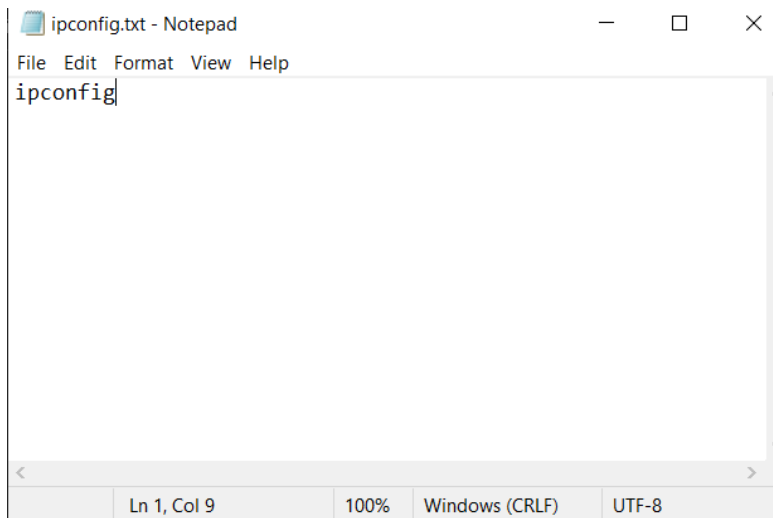 ipconfig.txt - Notepad
File Edit Format View Help
ipconfig
Ln 1, Col 9 100% Windows (CRLF) UTF-8